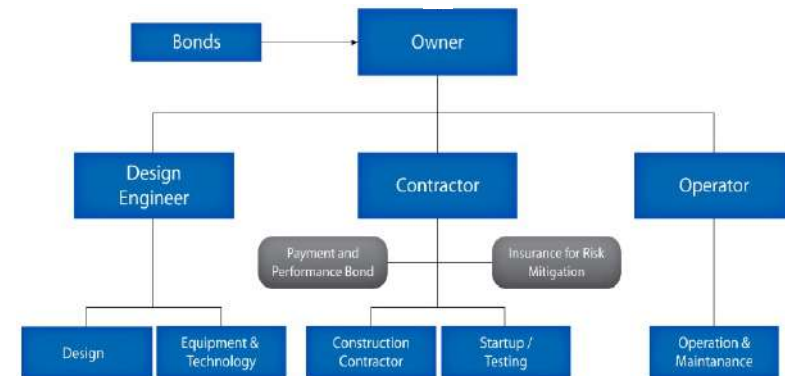 Bonds
Owner
Design
Engineer
Contractor
Operator
Payment and
Performance Bond
Insurance for Risk
Mitigation
Design
Equipment &
Technology
Construction
Contractor
Startup /
Testing
Operation &
Maintanance